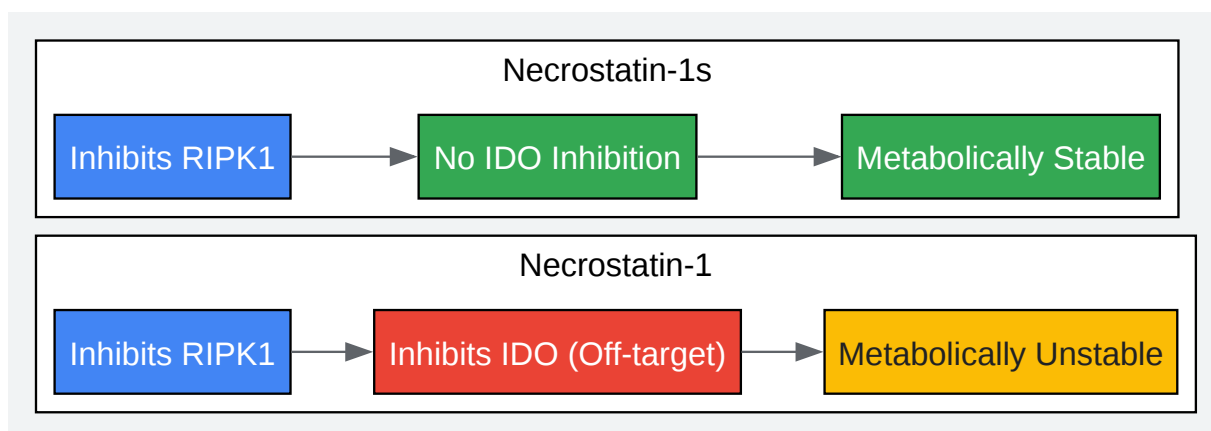 Necrostatin-1s
Inhibits RIPK1
No IDO Inhibition
Metabolically Stable
Necrostatin-1
Inhibits RIPK1
Inhibits IDO (Off-target)
Metabolically Unstable